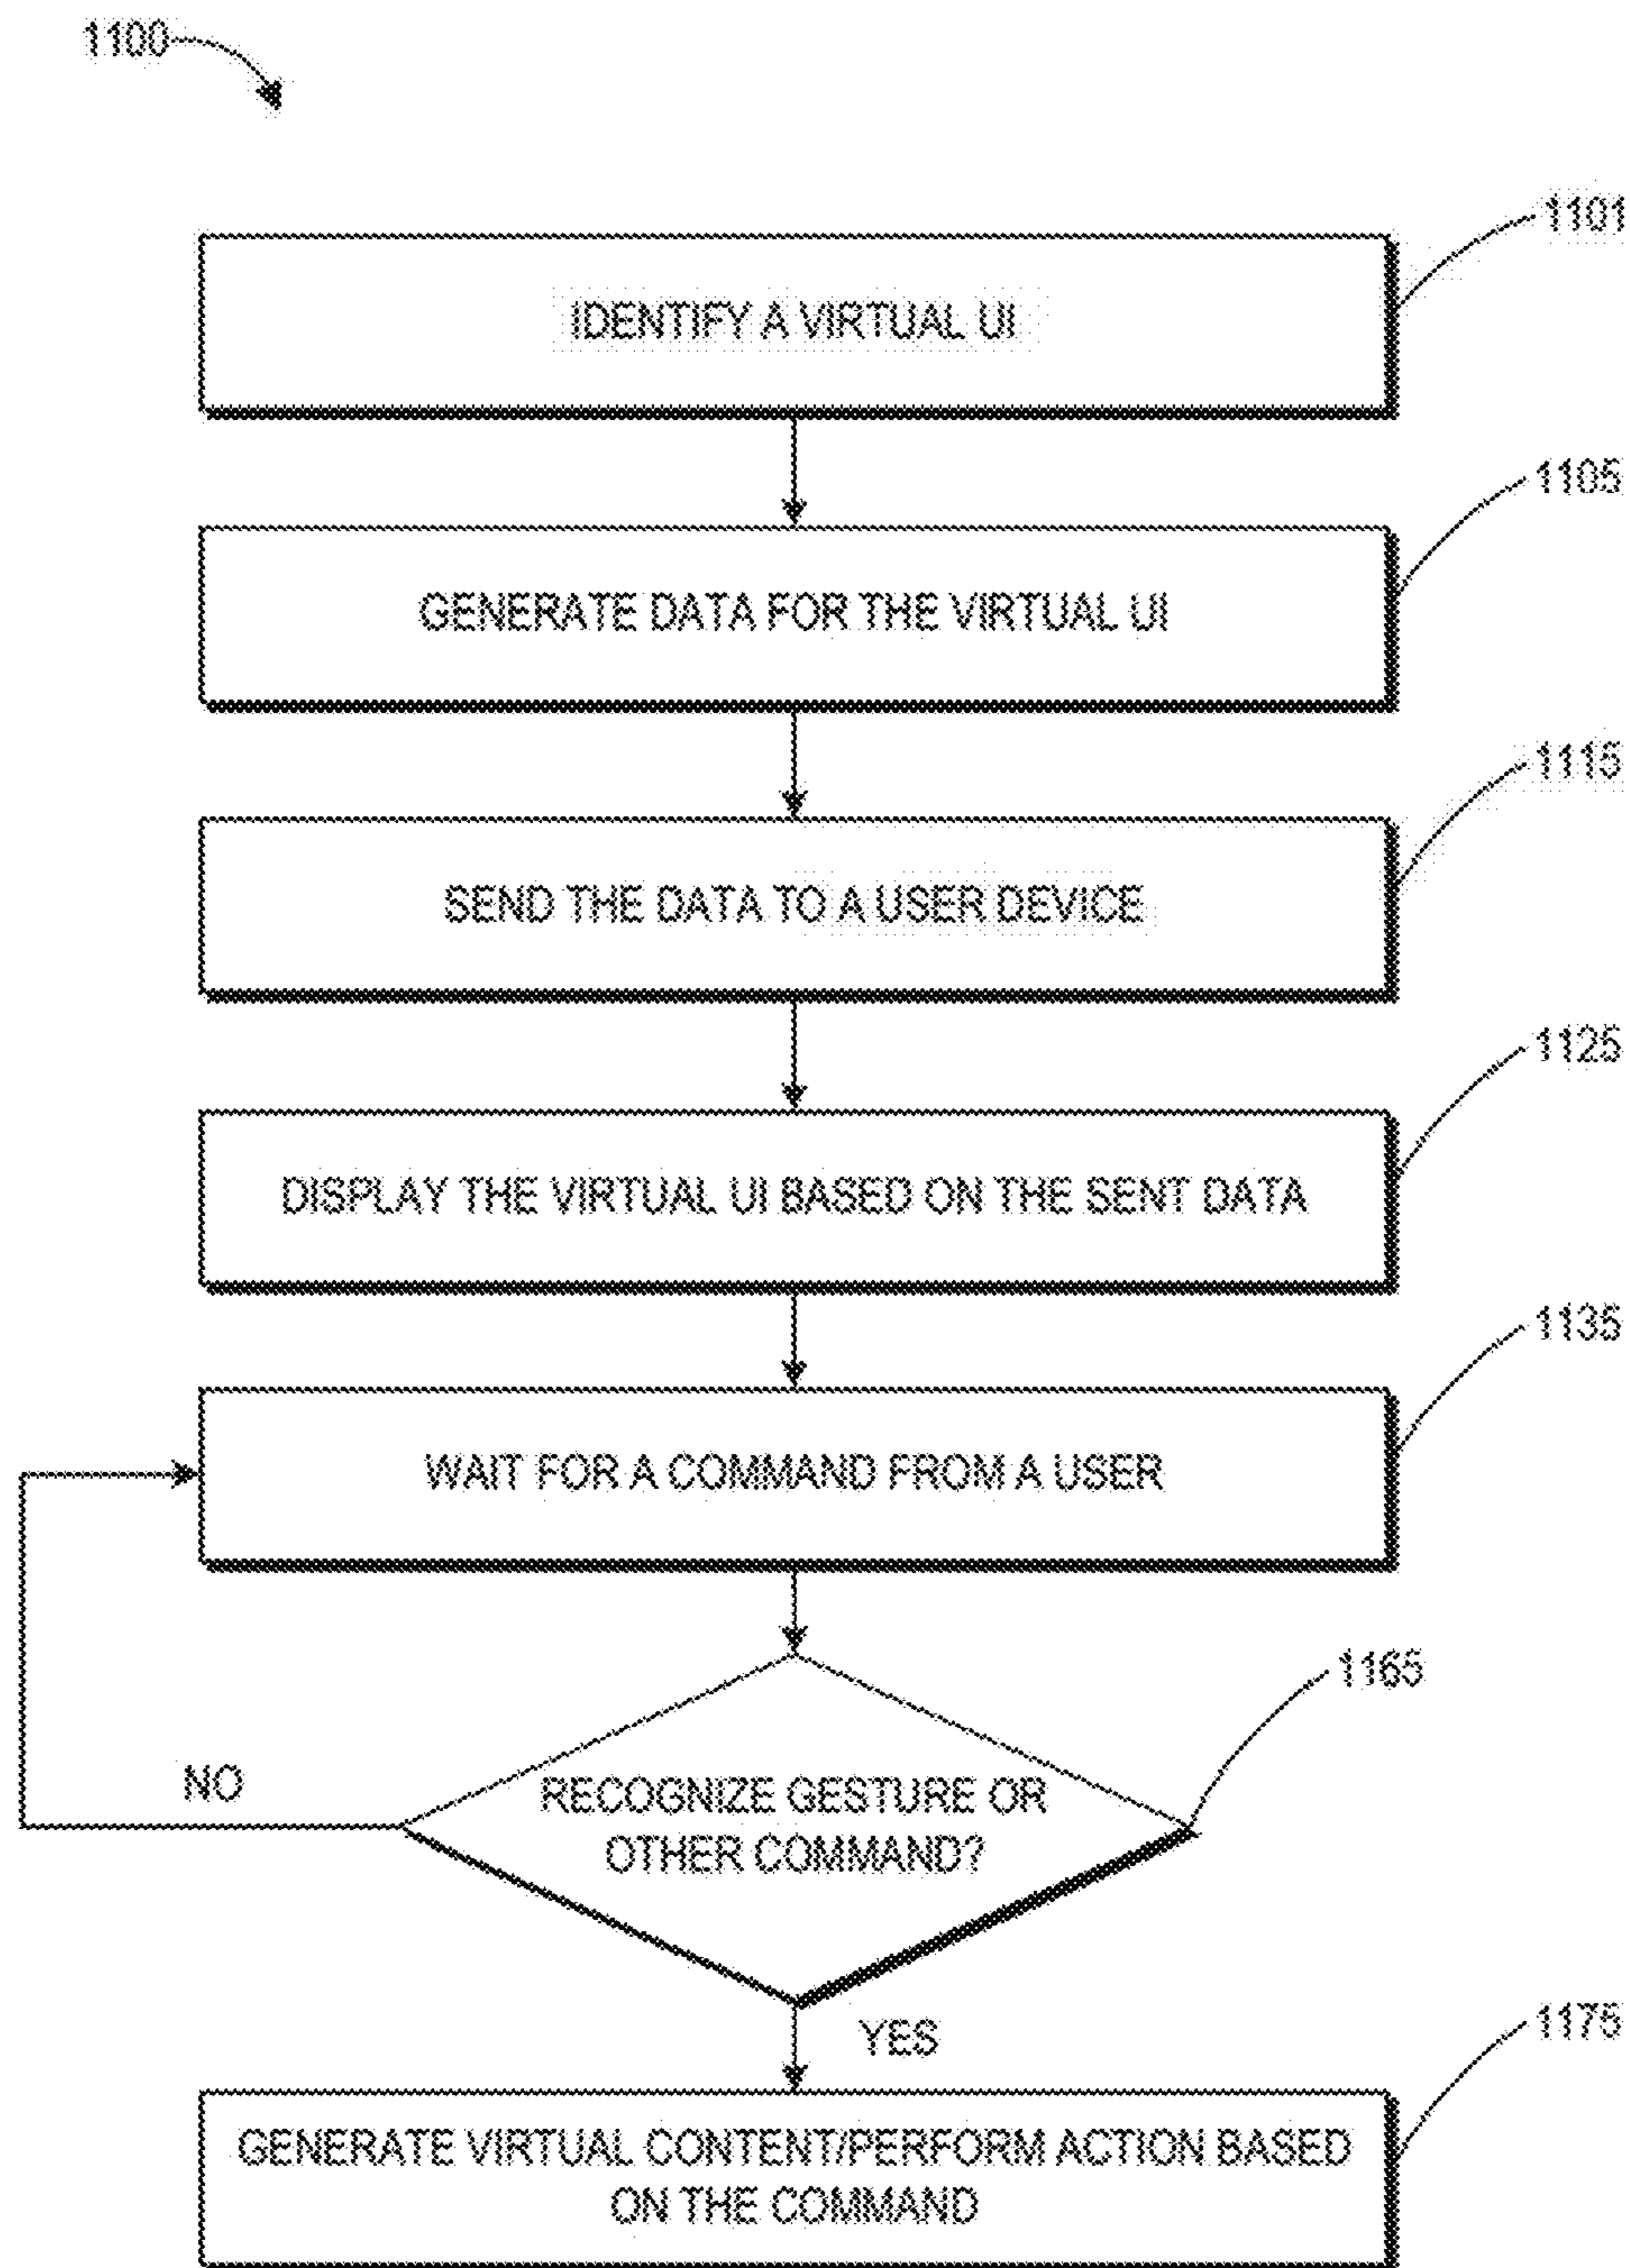 1100
1101
IDENTIFY A VIRTUAL UI
1105
GENERATE DATA FOR THE VIRTUAL UI
1115
SEND THE DATA TO A USER DEVICE
1125
DISPLAY THE VIRTUAL UI BASED ON THE SENT DATA
1135
WAIT FOR A COMMAND FROM A USER
1165
RECOGNIZE GESTURE OR
OTHER COMMAND?
NO
YES
1175
GENERATE VIRTUAL CONTENT/PERFORM ACTION BASED
ON THE COMMAND